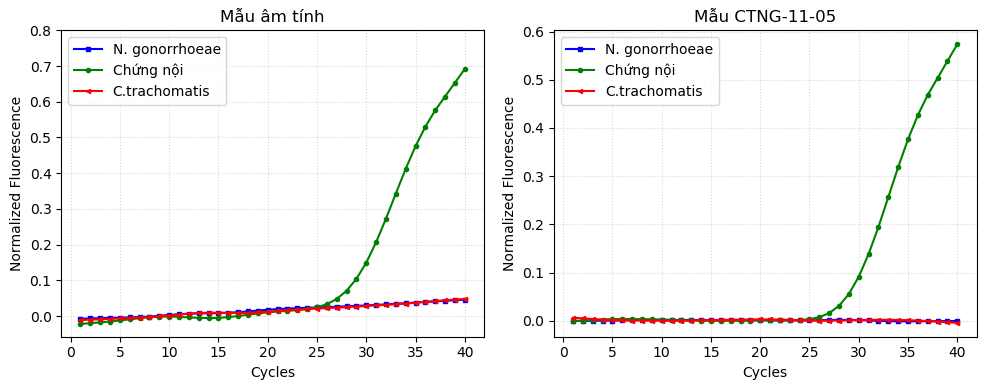 Mẫu âm tính
0.8
0.7
0.6
0.5
0.4
0.3
0.2
0.1
0.0
Normalized Fluorescence
N. gonorrhoeae
Chứng nội
C.trachomatis
0 5 10 15 20 25 30 35 40
Cycles
Mẫu CTNG-11-05
0.6
0.5
0.4
0.3
0.2
0.1
0.0
Normalized Fluorescence
N. gonorrhoeae
Chứng nội
C.trachomatis
0 5 10 15 20 25 30 35 40
Cycles